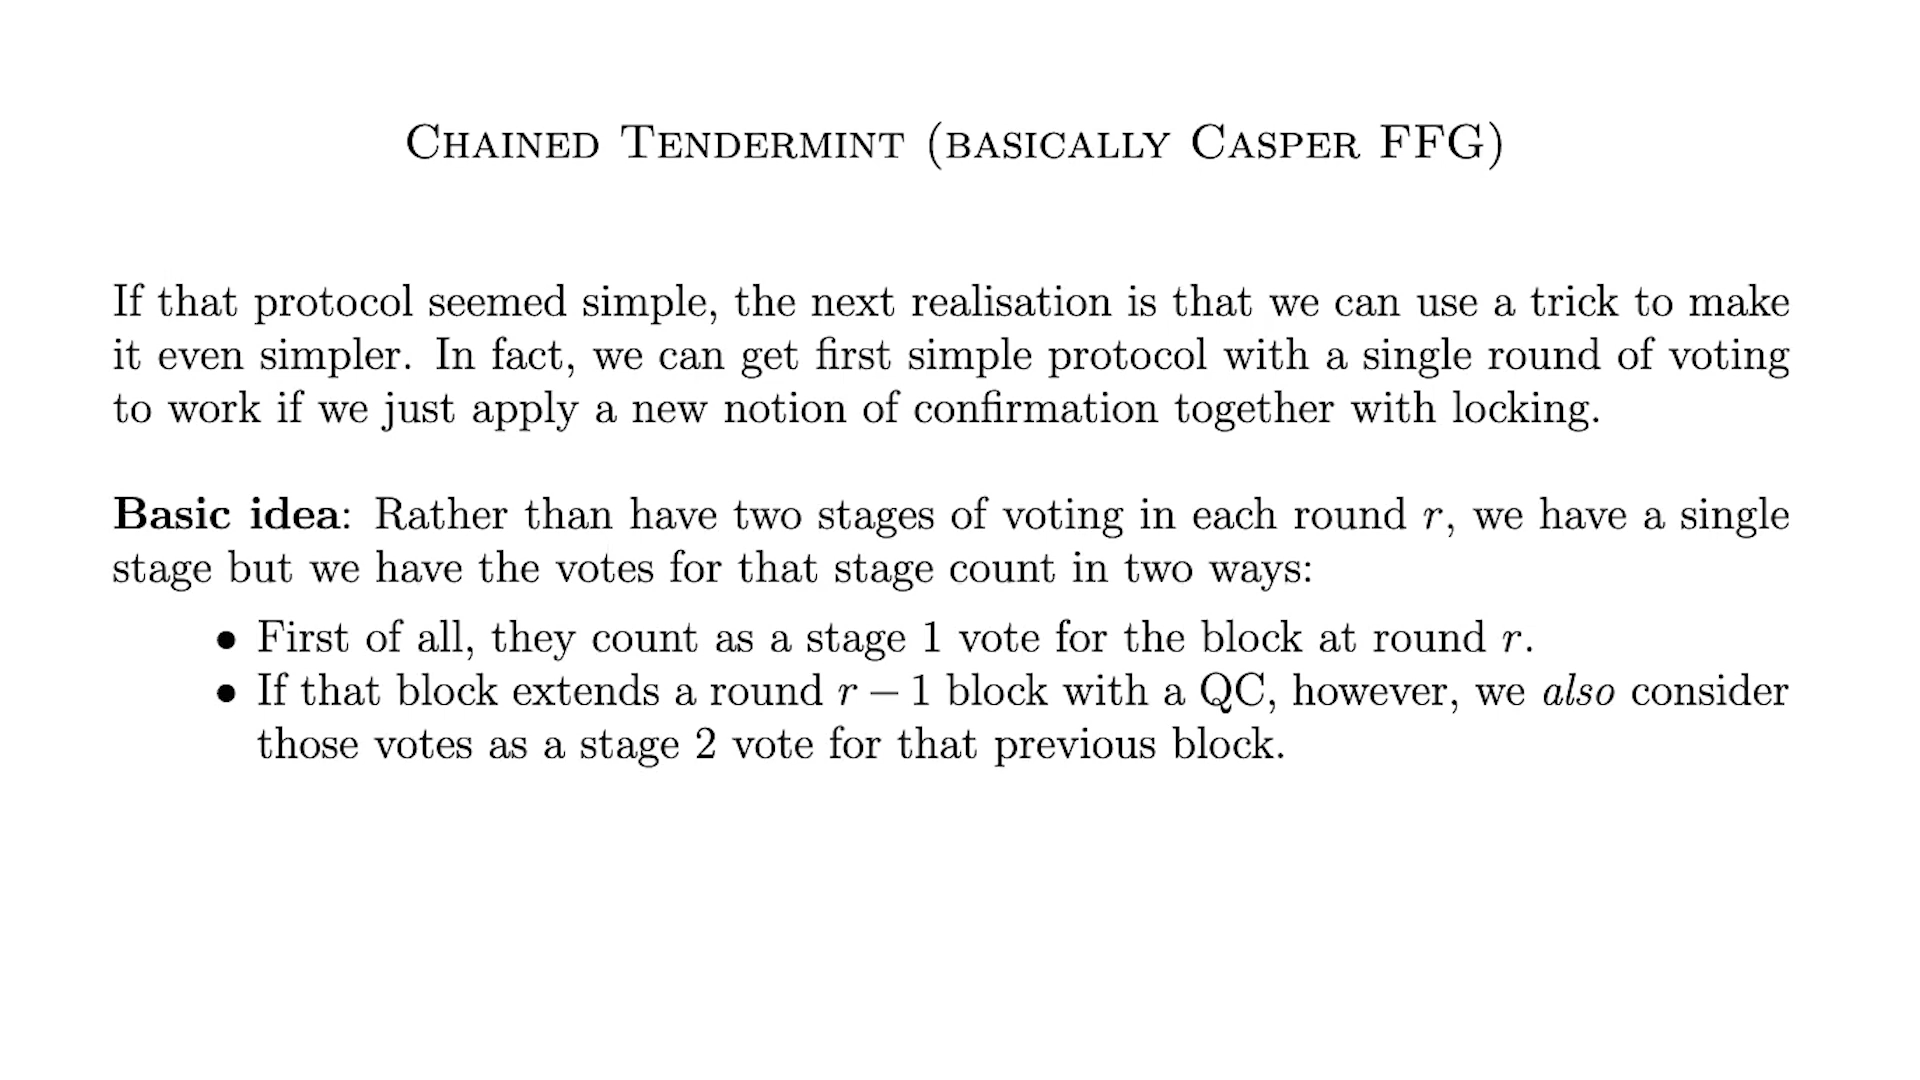 Chained Tendermint (basically Casper FFG)
If that protocol seemed simple, the next realisation is that we can use a trick to make
it even simpler. In fact, we can get first simple protocol with a single round of voting
to work if we just apply a new notion of confirmation together with locking.
Basic idea: Rather than have two stages of voting in each round r, we have a single
stage but we have the votes for that stage count in two ways:
• First of all, they count as a stage 1 vote for the block at round r.
• If that block extends a round r − 1 block with a QC, however, we also consider
those votes as a stage 2 vote for that previous block.